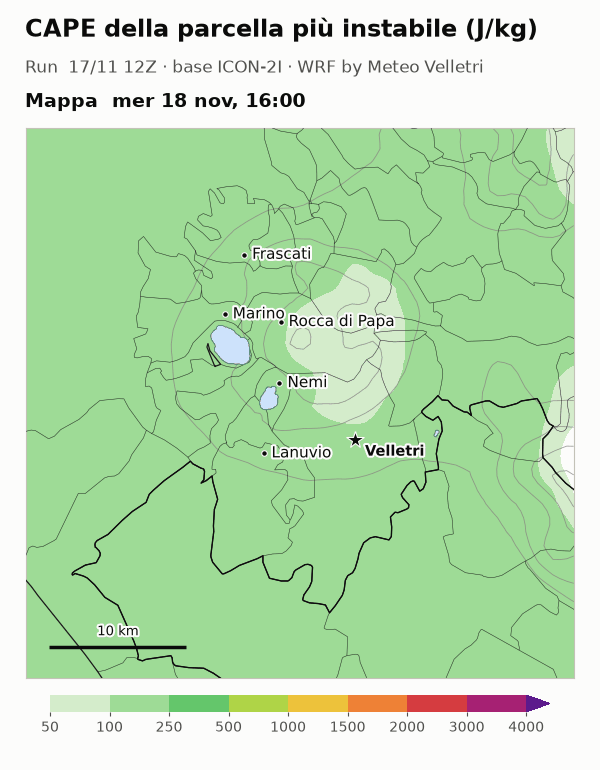 CAPE della parcella più instabile (J/kg)
Run  17/11 12Z · base ICON-2I · WRF by Meteo Velletri
Mappa  mer 18 nov, 16:00
Frascati
Marino
Rocca di Papa
Nemi
Velletri
Lanuvio
10 km
50 100 250 500 1000 1500 2000 3000 4000